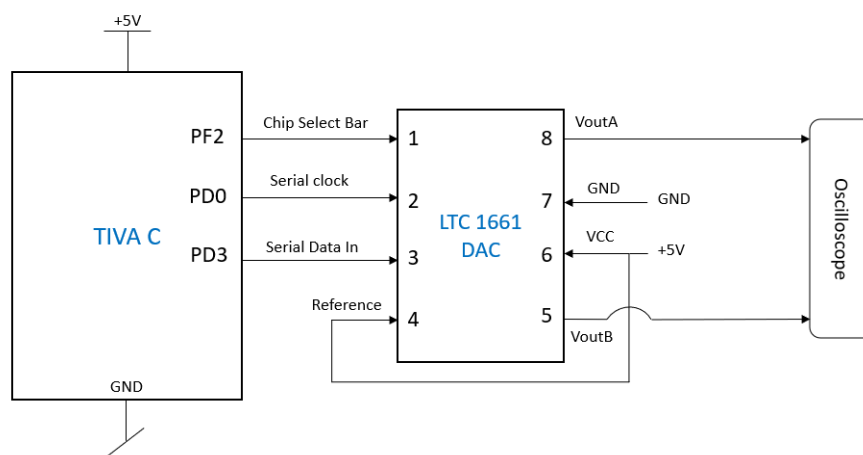 +5V
PF2
Chip Select Bar
1
8
VoutA
PD0
Serial clock
2
7
GND
GND
TIVA C
LTC 1661
DAC
PD3
Serial Data In
3
6
VCC
+5V
Reference
4
5
VoutB
Oscilloscope
GND